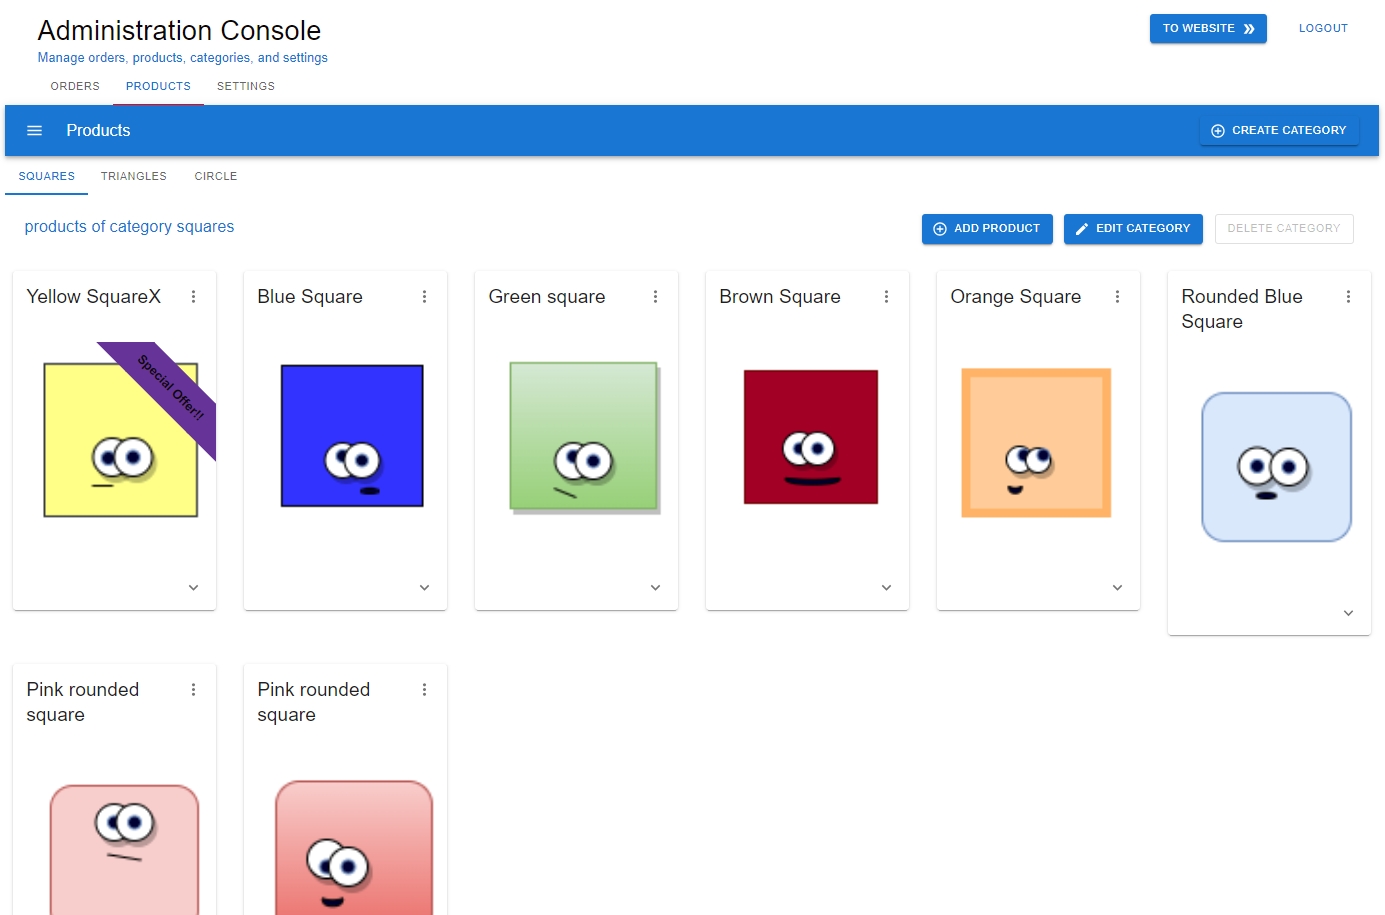 Administration Console
TO WEBSITE
LOGOUT
Manage orders, products, categories, and settings
ORDERS
PRODUCTS
SETTINGS
Products
CREATE CATEGORY
SQUARES
TRIANGLES
CIRCLE
products of category squares
ADD PRODUCT
EDIT CATEGORY
DELETE CATEGORY
Yellow SquareX
Special Offer!!
Blue Square
Green square
Brown Square
Orange Square
Rounded Blue
Square
Pink rounded
square
Pink rounded
square